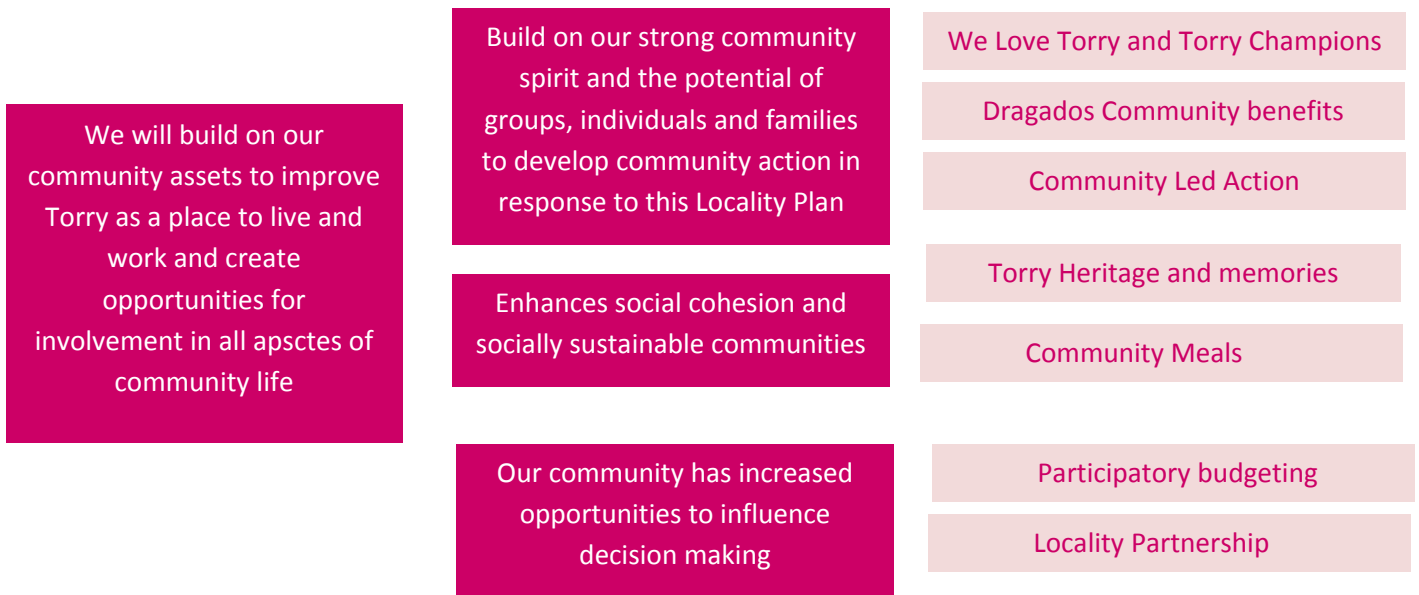 We will build on our
community assets to improve
Torry as a place to live and
work and create
opportunities for
involvement in all apsctes of
community life
Build on our strong community
spirit and the potential of
groups, individuals and families
to develop community action in
response to this Locality Plan
Enhances social cohesion and
socially sustainable communities
Our community has increased
opportunities to influence
decision making
We Love Torry and Torry Champions
Dragados Community benefits
Community Led Action
Torry Heritage and memories
Community Meals
Participatory budgeting
Locality Partnership